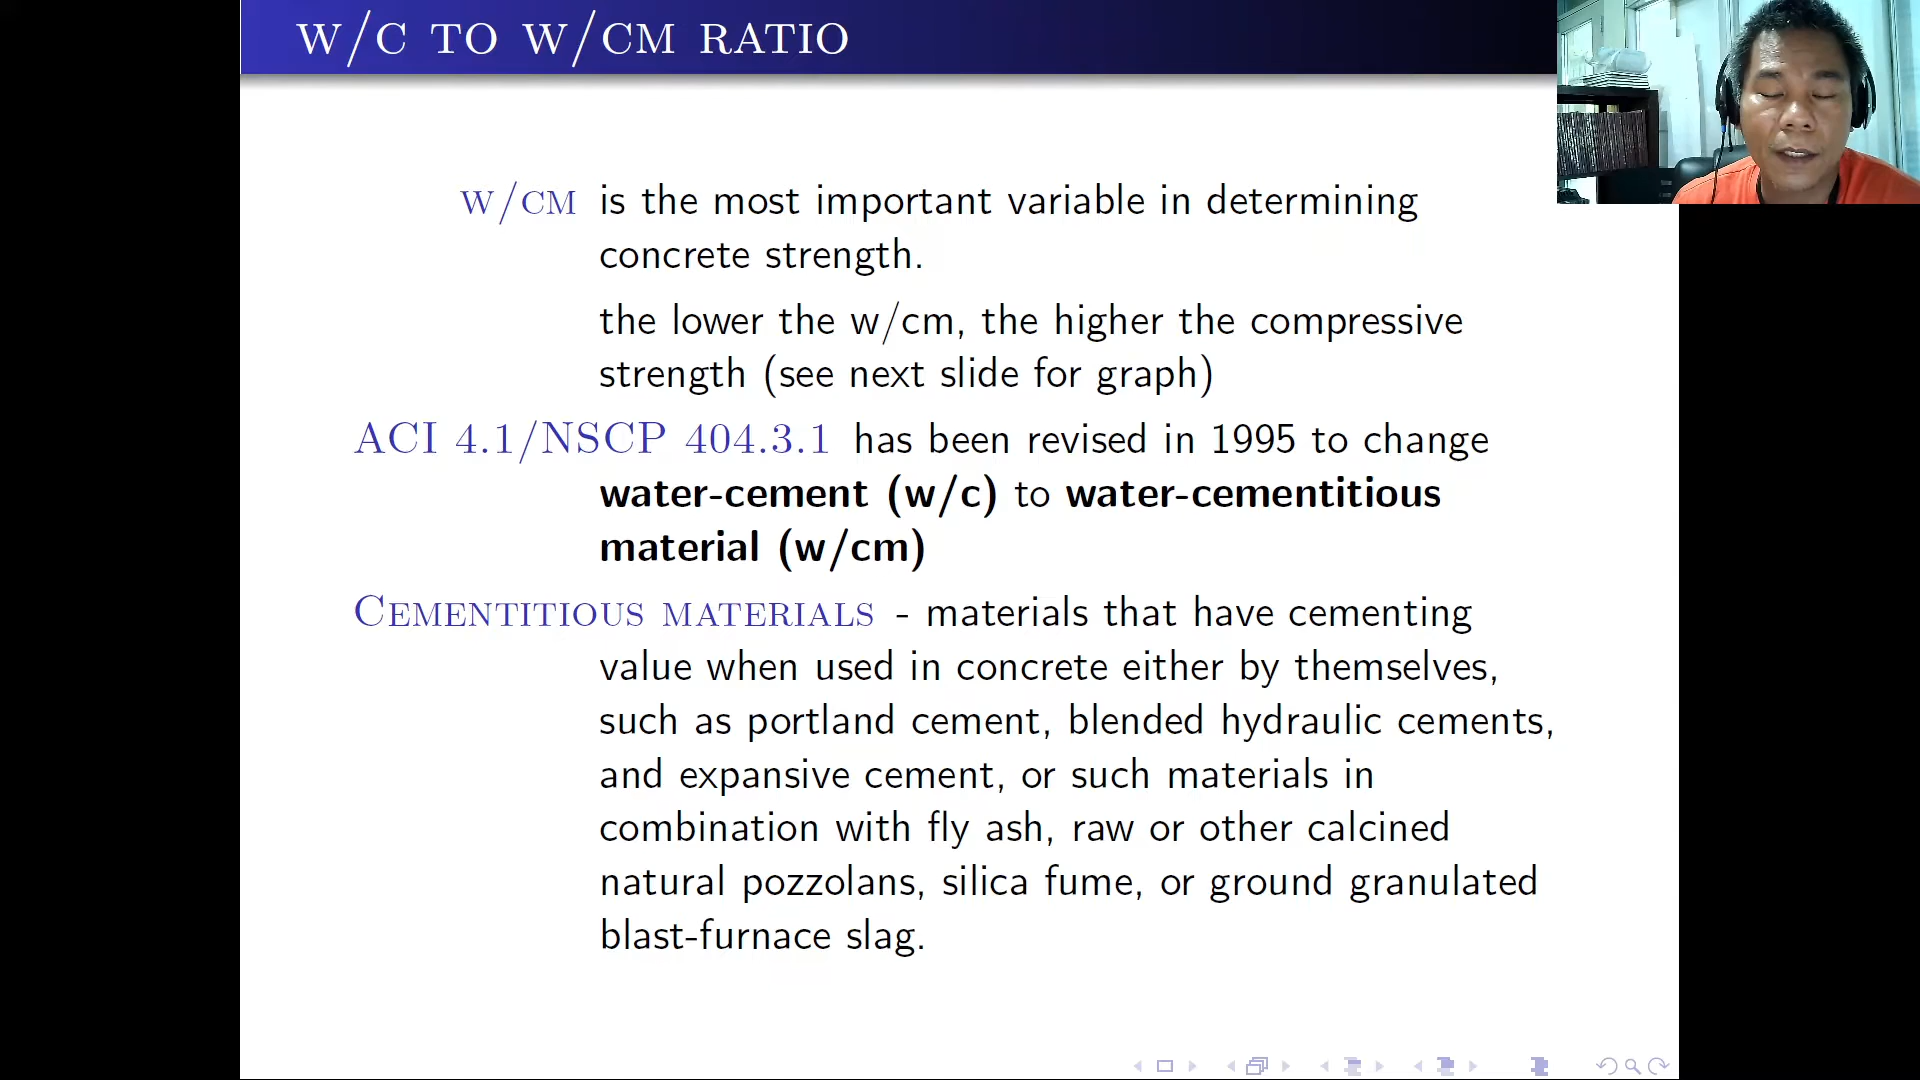 W/C TO W/CM RATIO
W/CM is the most important variable in determining
concrete strength.
the lower the w/cm, the higher the compressive
strength (see next slide for graph)
ACI 4.1/NSCP 404.3.1 has been revised in 1995 to change
water-cement (w/c) to water-cementitious
material (w/cm)
CEMENTITIOUS MATERIALS - materials that have cementing
value when used in concrete either by themselves,
such as portland cement, blended hydraulic cements,
and expansive cement, or such materials in
combination with fly ash, raw or other calcined
natural pozzolans, silica fume, or ground granulated
blast-furnace slag.